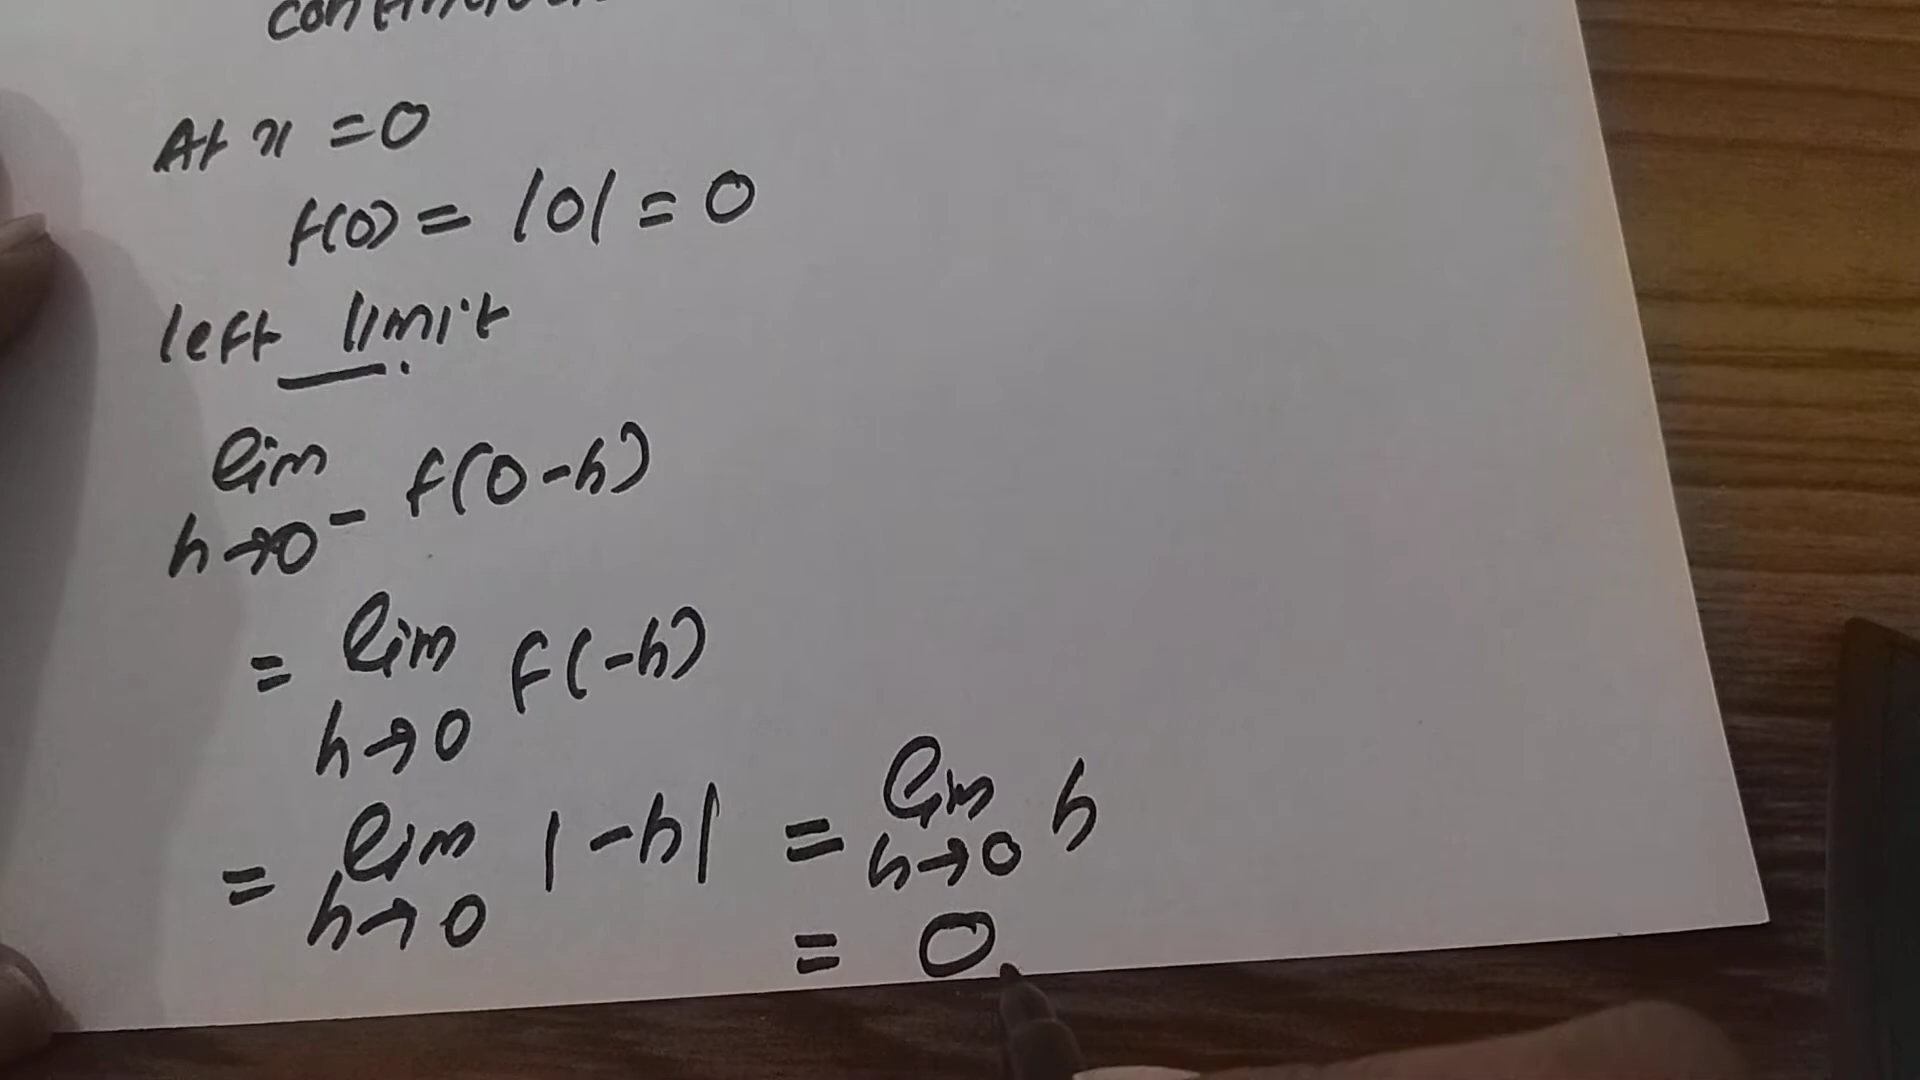 At x = 0
f(0) = |0| = 0
left limit
lim f(0-h)
h→0⁻
= lim f(-h)
h→0
= lim |-h| = lim h
h→0 h→0
= 0